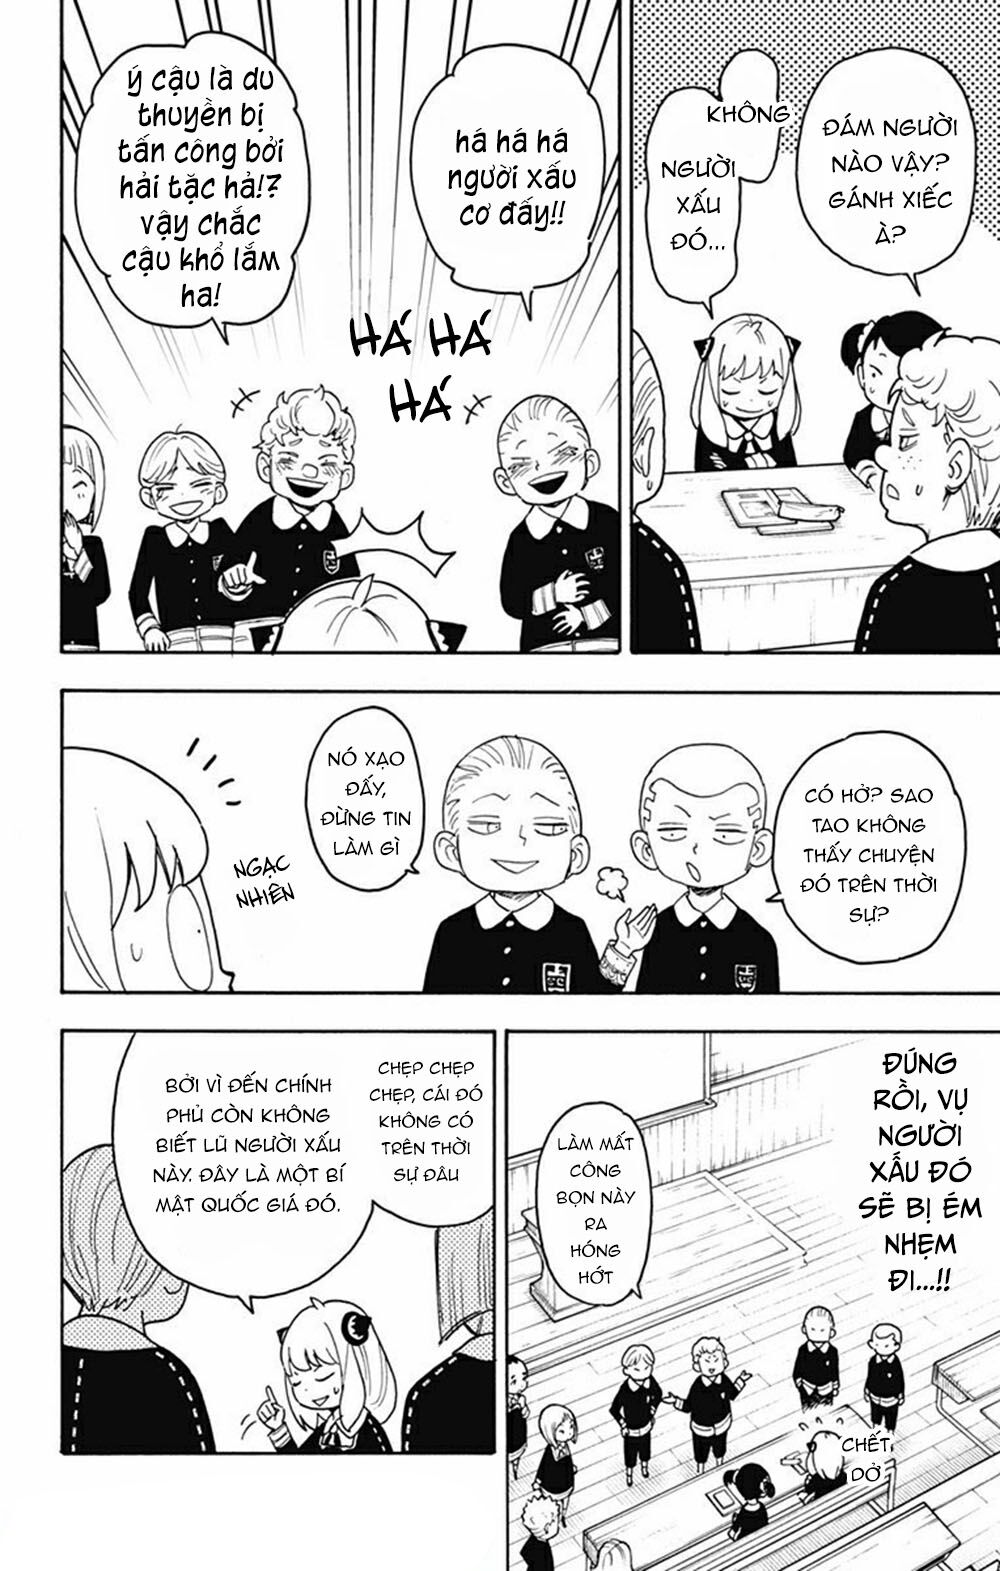 ĐÁM NGƯỜI
NÀO VẬY?
GÁNH XIẾC
À?
KHÔNG
NGƯỜI
XẤU
ĐÓ...
há há há
người xấu
cơ đấy!!
ý cậu là du
thuyền bị
tấn công bởi
hải tặc hả!?
vậy chắc
cậu khổ lắm
ha!
HÁ HÁ
HÁ
CÓ HỞ? SAO
TAO KHÔNG
THẤY CHUYỆN
ĐÓ TRÊN THỜI
SỰ?
NÓ XẠO
ĐẤY,
ĐỪNG TIN
LÀM GÌ
NGẠC
NHIÊN
ĐÚNG
RỒI, VỤ
NGƯỜI
XẤU ĐÓ
SẼ BỊ ÉM
NHẸM
ĐI...!!
LÀM MẤT
CÔNG
BỌN NÀY
RA
HÓNG
HỚT
CHẾT
DỞ
CHẸP CHẸP
CHẸP, CÁI ĐÓ
KHÔNG CÓ
TRÊN THỜI
SỰ ĐÂU
BỞI VÌ ĐẾN CHÍNH
PHỦ CÒN KHÔNG
BIẾT LŨ NGƯỜI XẤU
NÀY. ĐÂY LÀ MỘT BÍ
MẬT QUỐC GIÁ ĐÓ.